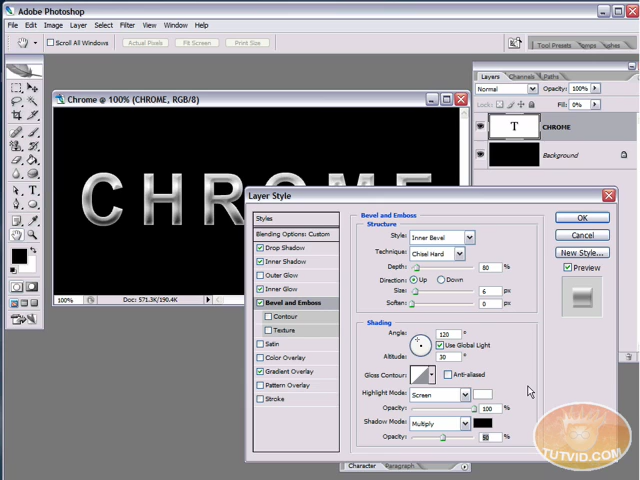 Adobe Photoshop
File Edit Image Layer Select Filter View Window Help
Scroll All Windows Actual Pixels Fit Screen Print Size
Tool Presets
Layers Channels Paths
Normal Opacity: 100%
Lock: Fill: 0%
T CHROME
Background
Chrome @ 100% (CHROME, RGB/8)
CHROME
100% Doc: 571.3K/190.4K
Layer Style
Styles
Blending Options: Custom
Drop Shadow
Inner Shadow
Outer Glow
Inner Glow
Bevel and Emboss
Contour
Texture
Satin
Color Overlay
Gradient Overlay
Pattern Overlay
Stroke
Bevel and Emboss
Structure
Style: Inner Bevel
Technique: Chisel Hard
Depth: 80 %
Direction: Up Down
Size: 6 px
Soften: 0 px
Shading
Angle: 120 °
Use Global Light
Altitude: 30 °
Gloss Contour: Anti-aliased
Highlight Mode: Screen
Opacity: 100 %
Shadow Mode: Multiply
Opacity: 50 %
OK
Cancel
New Style...
Preview
TUTVID.COM
Character Paragraph